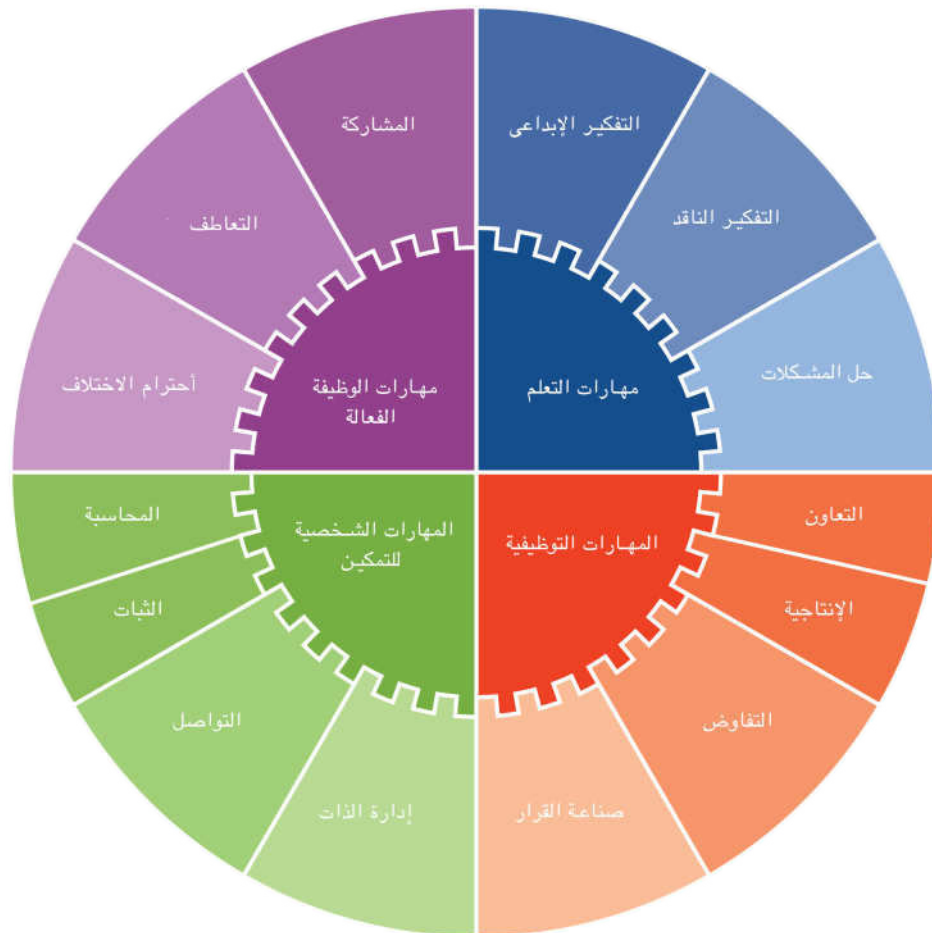 التفكير الإبداعى
المشاركة
التفكير الناقد
التعاطف
حل المشكلات
مهارات التعلم
مهارات الوظيفة
الفعالة
أحترام الاختلاف
التعاون
المهارات التوظيفية
المهارات الشخصية
للتمكين
المحاسبة
الإنتاجية
الثبات
التفاوض
التواصل
صناعة القرار
إدارة الذات